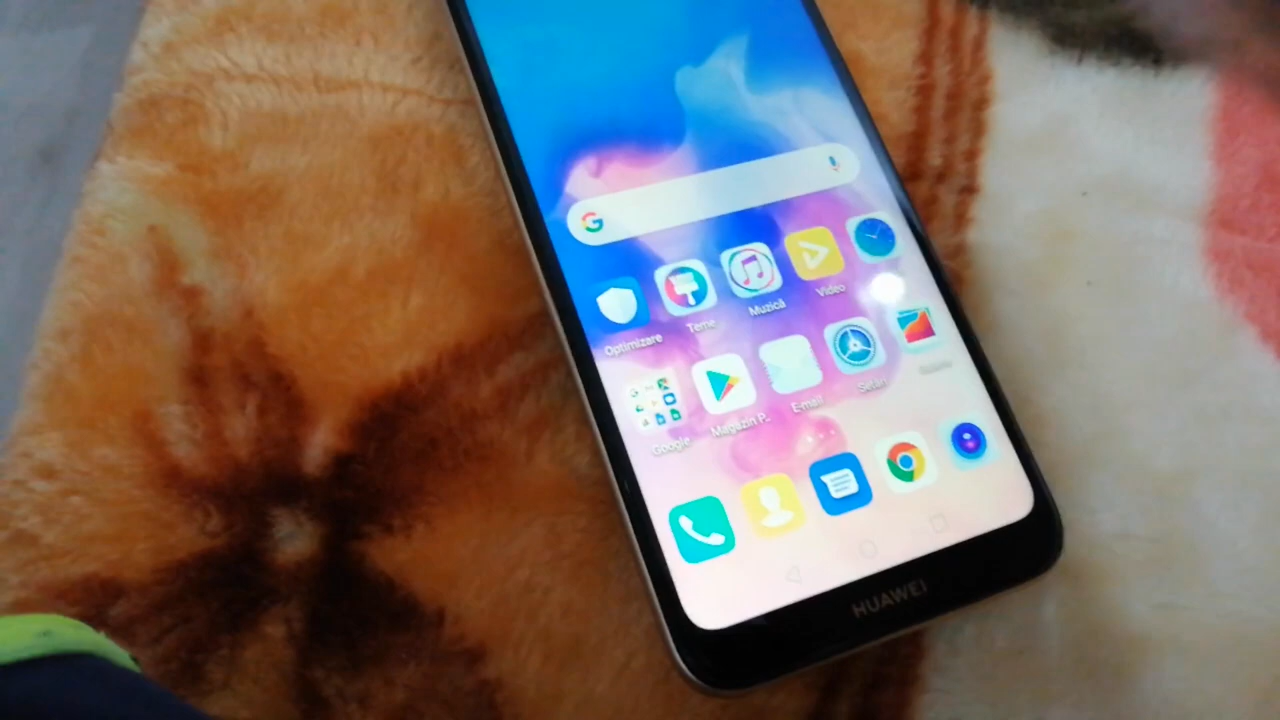 Optimizare
Teme
Muzică
Video
Google
Magazin P..
E-mail
Setări
HUAWEI